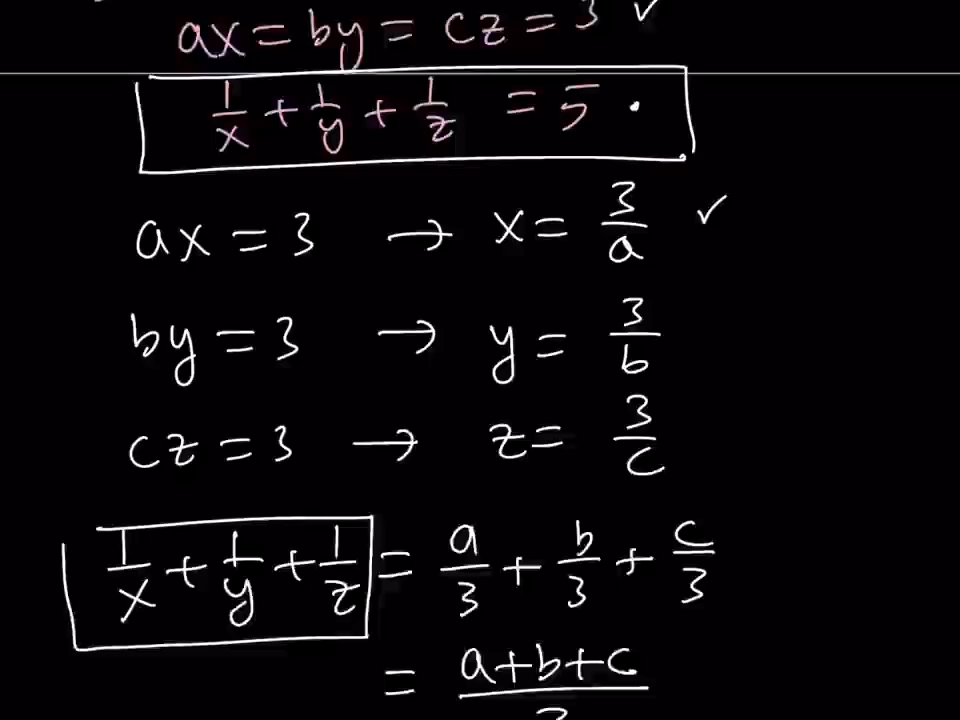 ax = by = cz = 3 ✓
1/x + 1/y + 1/z = 5 .
ax = 3 → x = 3/a ✓
by = 3 → y = 3/b
cz = 3 → z = 3/c
1/x + 1/y + 1/z = a/3 + b/3 + c/3
= a+b+c/3